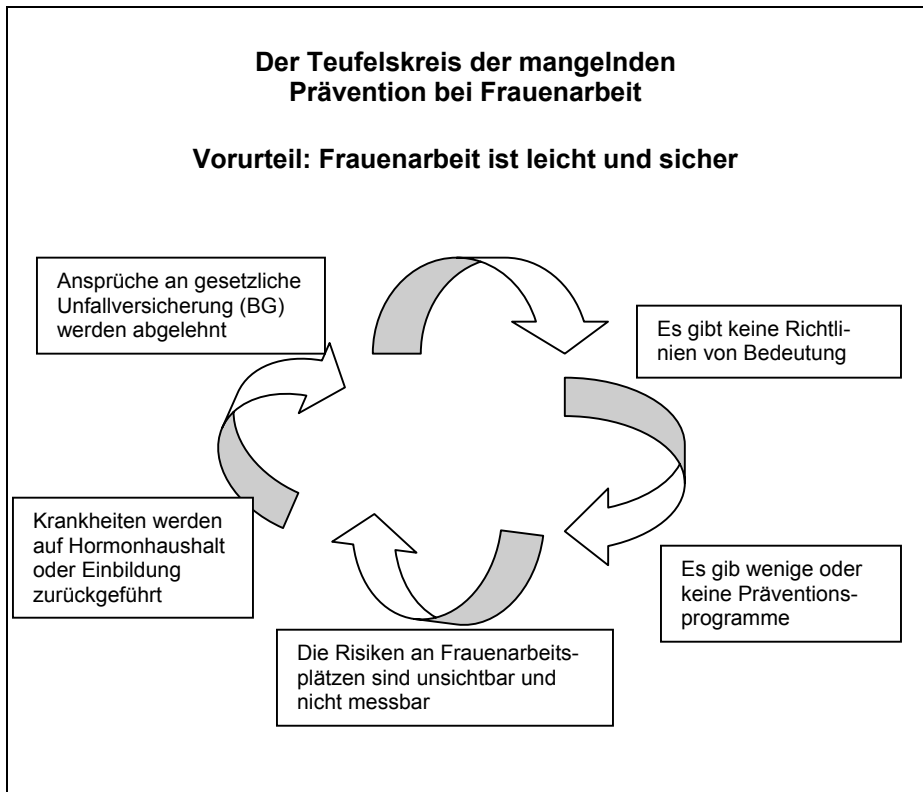 Der Teufelskreis der mangelnden
Prävention bei Frauenarbeit
Vorurteil: Frauenarbeit ist leicht und sicher
Ansprüche an gesetzliche
Unfallversicherung (BG)
werden abgelehnt
Es gibt keine Richtli-
nien von Bedeutung
Krankheiten werden
auf Hormonhaushalt
oder Einbildung
zurückgeführt
Es gib wenige oder
keine Präventions-
programme
Die Risiken an Frauenarbeits-
plätzen sind unsichtbar und
nicht messbar